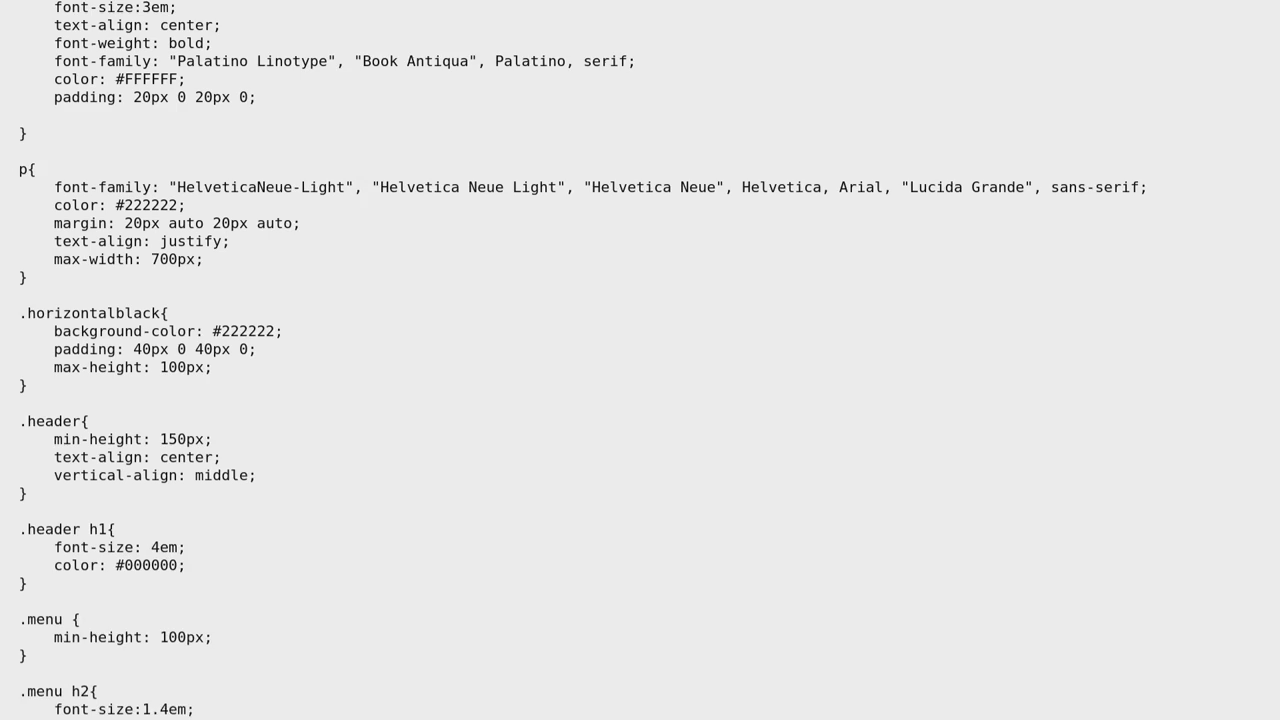 font-size:3em;
text-align: center;
font-weight: bold;
font-family: "Palatino Linotype", "Book Antiqua", Palatino, serif;
color: #FFFFFF;
padding: 20px 0 20px 0;
}
p{
font-family: "HelveticaNeue-Light", "Helvetica Neue Light", "Helvetica Neue", Helvetica, Arial, "Lucida Grande", sans-serif;
color: #222222;
margin: 20px auto 20px auto;
text-align: justify;
max-width: 700px;
}
.horizontalblack{
background-color: #222222;
padding: 40px 0 40px 0;
max-height: 100px;
}
.header{
min-height: 150px;
text-align: center;
vertical-align: middle;
}
.header h1{
font-size: 4em;
color: #000000;
}
.menu {
min-height: 100px;
}
.menu h2{
font-size:1.4em;